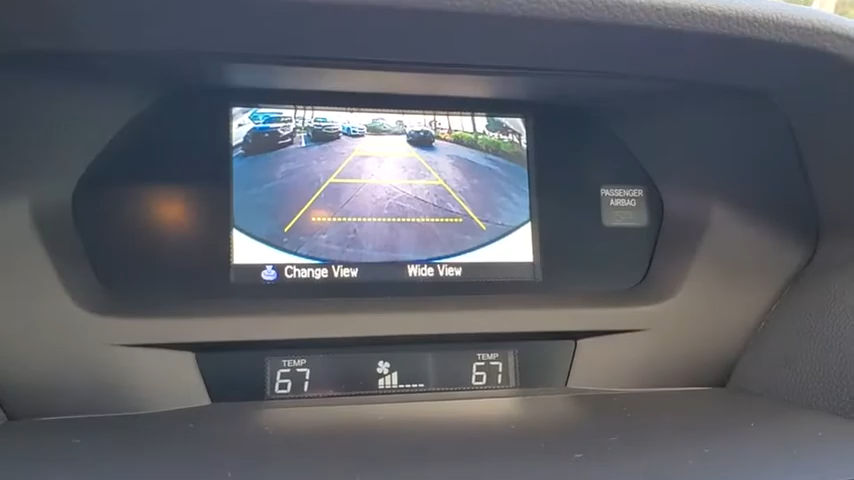 PASSENGER
AIRBAG
Change View
Wide View
TEMP
67
TEMP
67